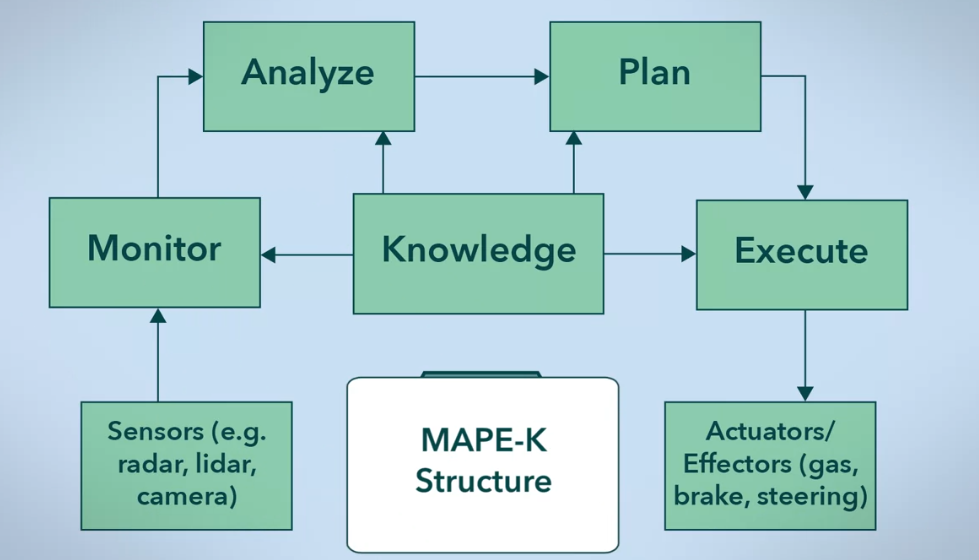 Analyze
Plan
Monitor
Knowledge
Execute
Sensors (e.g.
radar, lidar,
camera)
MAPE-K
Structure
Actuators/
Effectors (gas,
brake, steering)